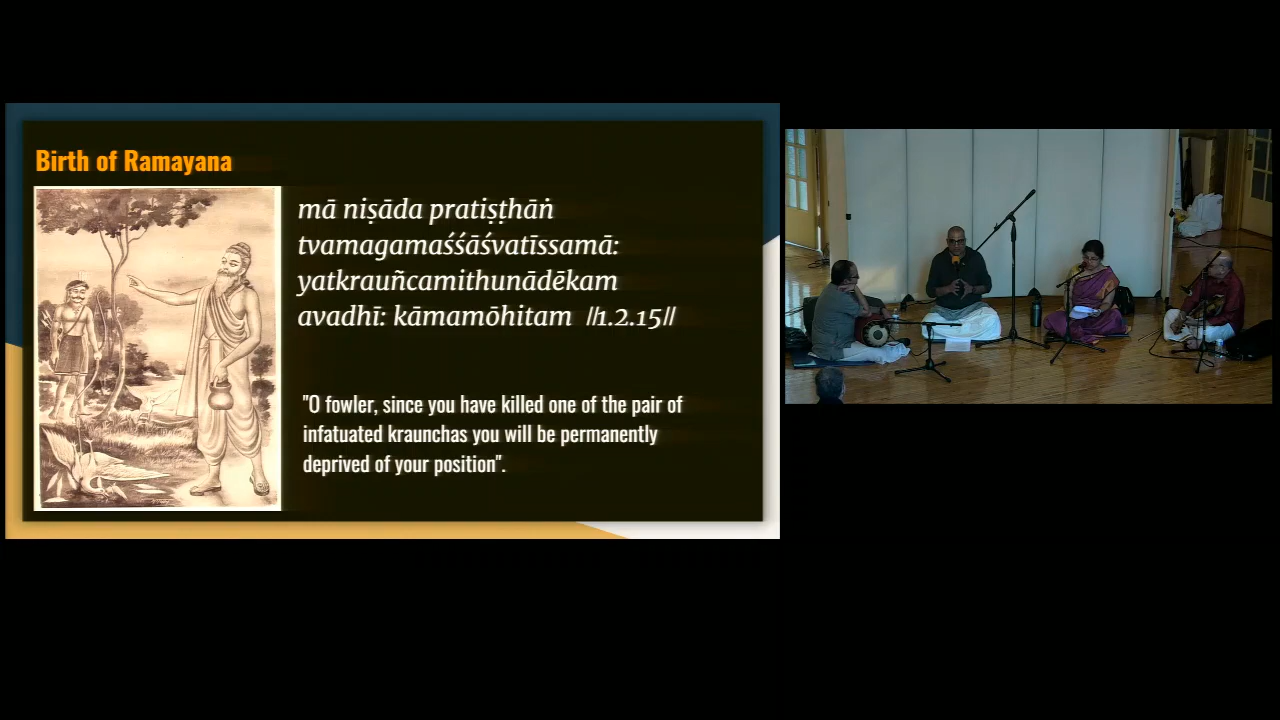 Birth of Ramayana
mā niṣāda pratiṣṭhāṅ
tvamagamaśśāśvatīssamā:
yatkrauñcamithunādēkam
avadhī: kāmamōhitam //1.2.15//
"O fowler, since you have killed one of the pair of
infatuated kraunchas you will be permanently
deprived of your position".